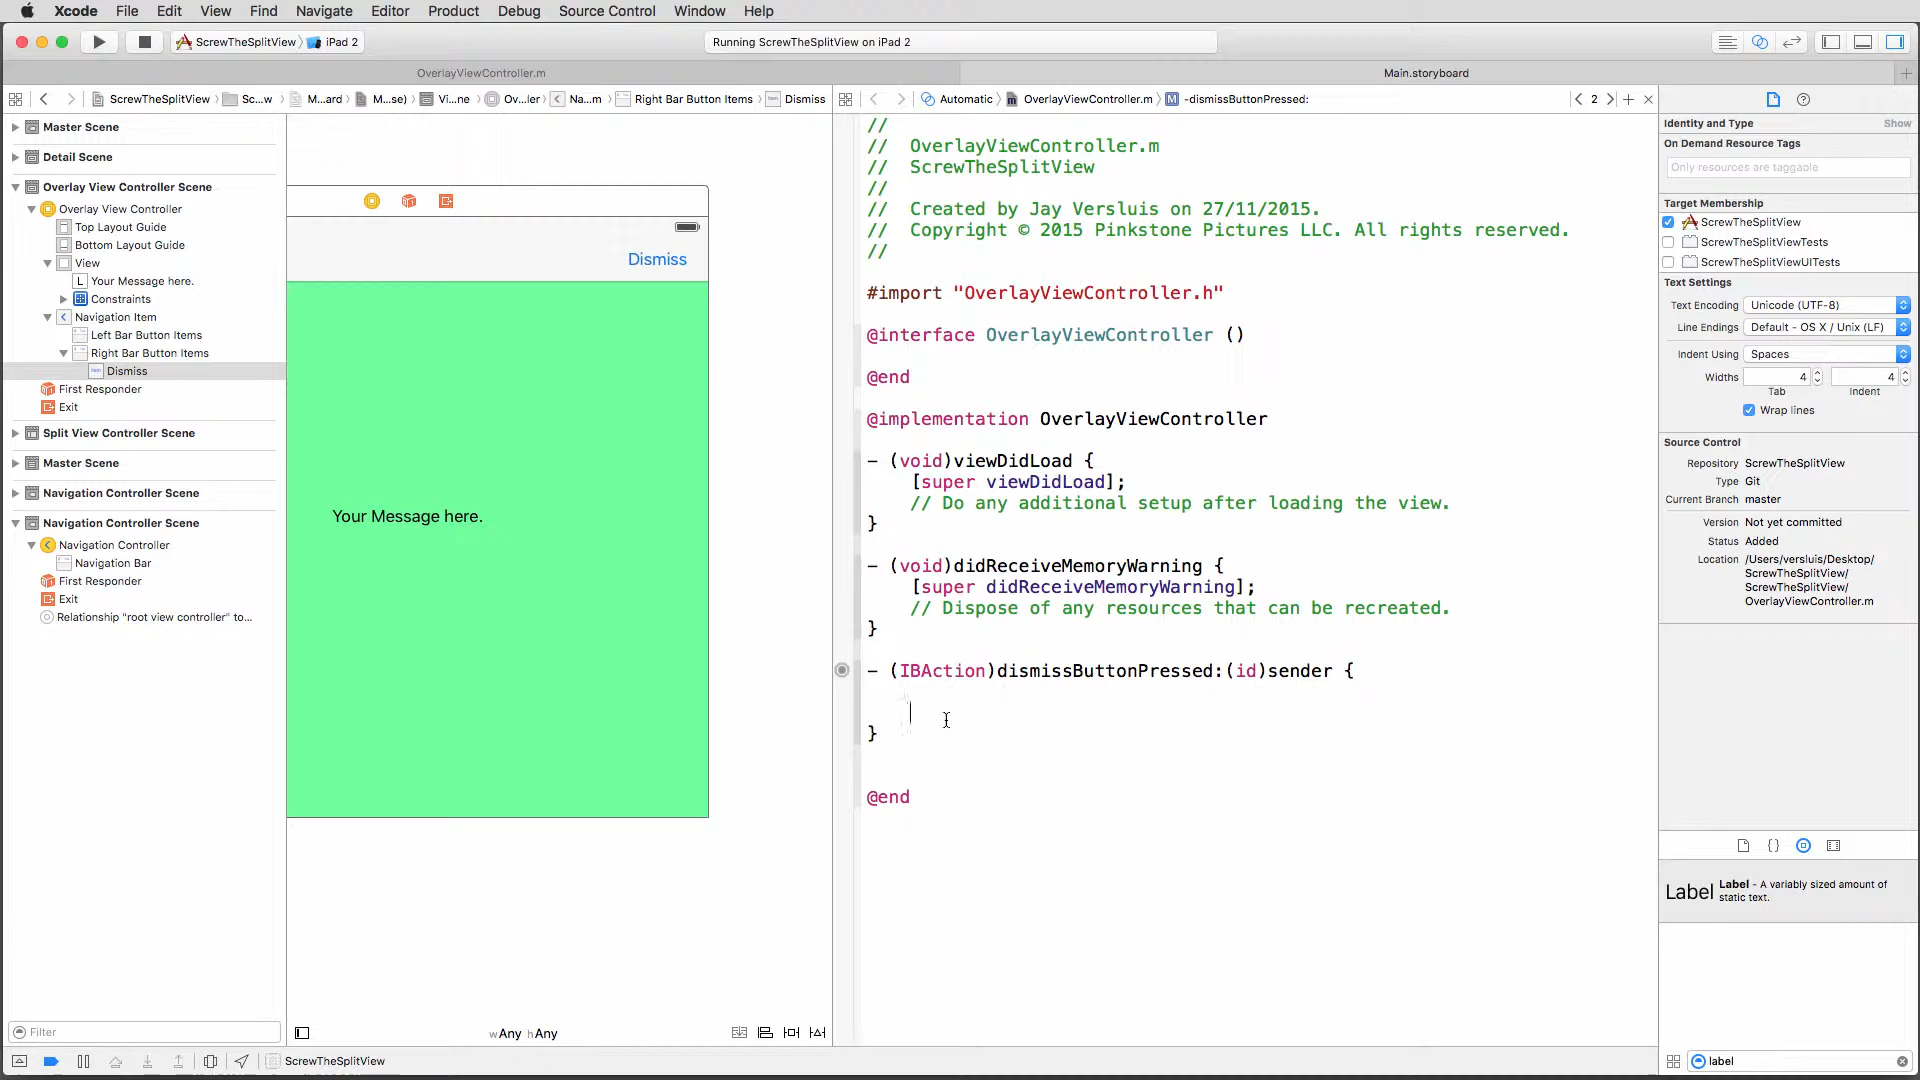 Xcode File Edit View Find Navigate Editor Product Debug Source Control Window Help
ScrewTheSplitView iPad 2
Running ScrewTheSplitView on iPad 2
OverlayViewController.m
Main.storyboard
ScrewTheSplitView Sc...w M...ard M...se) Vi...ne Ov...ler Na...m Right Bar Button Items Dismiss
Automatic OverlayViewController.m -dismissButtonPressed: 2
Master Scene
Detail Scene
Overlay View Controller Scene
Overlay View Controller
Top Layout Guide
Bottom Layout Guide
View
L Your Message here.
Constraints
Navigation Item
Left Bar Button Items
Right Bar Button Items
Dismiss
First Responder
Exit
Split View Controller Scene
Master Scene
Navigation Controller Scene
Navigation Controller Scene
Navigation Controller
Navigation Bar
First Responder
Exit
Relationship "root view controller" to...
Filter
Dismiss
Your Message here.
wAny hAny
//
// OverlayViewController.m
// ScrewTheSplitView
//
// Created by Jay Versluis on 27/11/2015.
// Copyright © 2015 Pinkstone Pictures LLC. All rights reserved.
//
#import "OverlayViewController.h"
@interface OverlayViewController ()
@end
@implementation OverlayViewController
- (void)viewDidLoad {
[super viewDidLoad];
// Do any additional setup after loading the view.
}
- (void)didReceiveMemoryWarning {
[super didReceiveMemoryWarning];
// Dispose of any resources that can be recreated.
}
- (IBAction)dismissButtonPressed:(id)sender {
}
@end
Identity and Type Show
On Demand Resource Tags
Only resources are taggable
Target Membership
ScrewTheSplitView
ScrewTheSplitViewTests
ScrewTheSplitViewUITests
Text Settings
Text Encoding Unicode (UTF-8)
Line Endings Default - OS X / Unix (LF)
Indent Using Spaces
Widths 4 4
Tab Indent
Wrap lines
Source Control
Repository ScrewTheSplitView
Type Git
Current Branch master
Version Not yet committed
Status Added
Location /Users/versluis/Desktop/
ScrewTheSplitView/
ScrewTheSplitView/
OverlayViewController.m
{}
Label Label - A variably sized amount of
static text.
ScrewTheSplitView
label